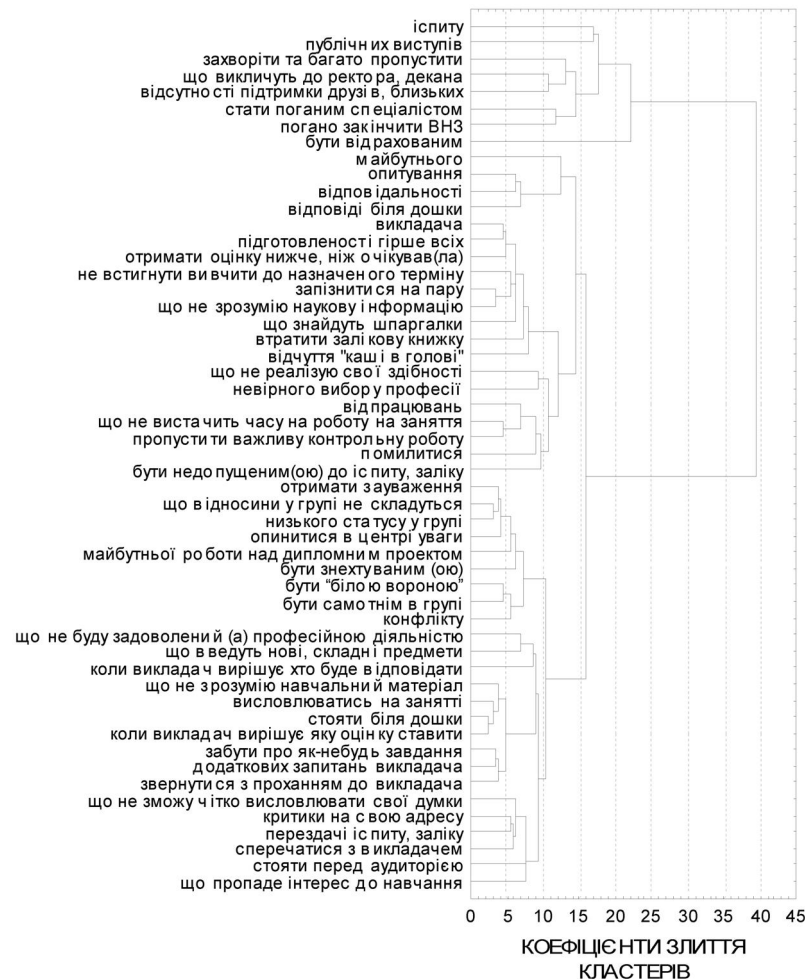 іспиту
публічних виступів
захворіти та багато пропустити
що викличуть до ректора, декана
відсутності підтримки друзів, близьких
стати поганим спеціалістом
погано закінчити ВНЗ
бути відрахованим
майбутнього
опитування
відповідальності
відповіді біля дошки
викладача
підготовленості гірше всіх
отримати оцінку нижче, ніж очікував(ла)
не встигнути вивчити до назначеного терміну
запізнитися на пару
що не зрозумію наукову інформацію
що знайдуть шпаргалки
втратити залікову книжку
відчуття "каші в голові"
що не реалізую свої здібності
невірного вибору професії
відпрацювань
що не вистачить часу на роботу на заняття
пропустити важливу контрольну роботу
помилитися
бути недопущеним(ою) до іспиту, заліку
отримати зауваження
що відносини у групі не складуться
низького статусу у групі
опинитися в центрі уваги
майбутньої роботи над дипломним проектом
бути знехтуваним (ою)
бути “білою вороною”
бути самотнім в групі
конфлікту
що не буду задоволений (а) професійною діяльністю
що введуть нові, складні предмети
коли викладач вирішує хто буде відповідати
що не зрозумію навчальний матеріал
висловлюватись на занятті
стояти біля дошки
коли викладач вирішує яку оцінку ставити
забути про як-небудь завдання
додаткових запитань викладача
звернутися з проханням до викладача
що не зможу чітко висловлювати свої думки
критики на свою адресу
перездачі іспиту, заліку
сперечатися з викладачем
стояти перед аудиторією
що пропаде інтерес до навчання
0 5 10 15 20 25 30 35 40 45
КОЕФІЦІЄНТИ ЗЛИТТЯ
КЛАСТЕРІВ